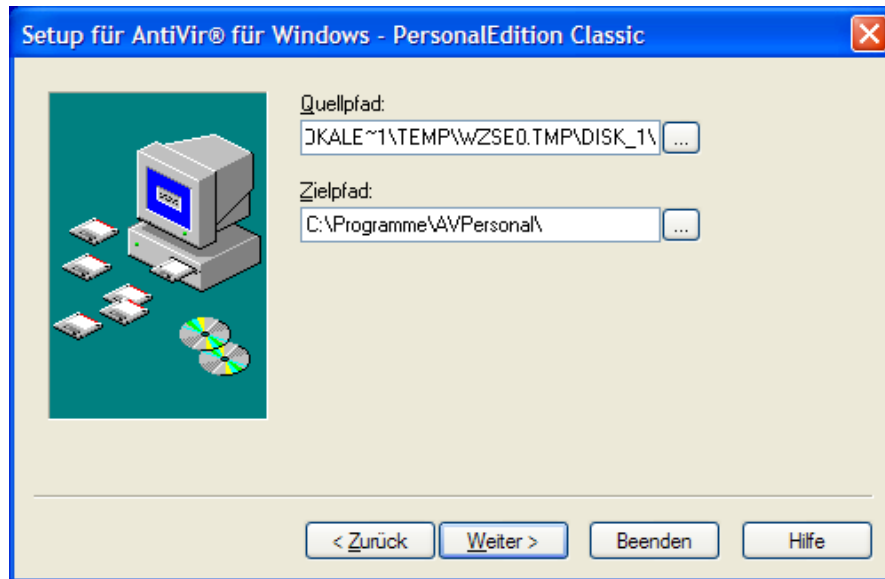 Setup für AntiVir® für Windows - PersonalEdition Classic
Quellpfad:
OKALE~1\TEMP\WZSE0.TMP\DISK_1\ ...
Zielpfad:
C:\Programme\AVPersonal\ ...
< Zurück Weiter > Beenden Hilfe